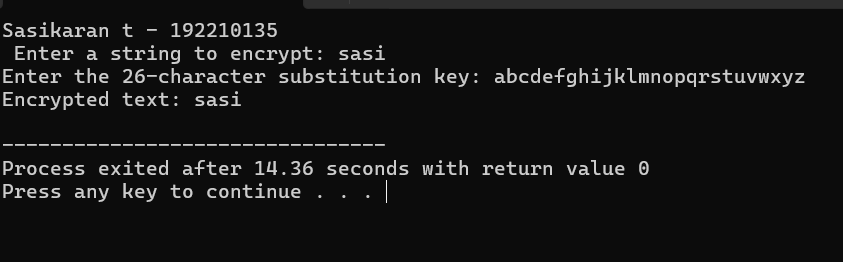 Sasikaran t - 192210135
 Enter a string to encrypt: sasi
Enter the 26-character substitution key: abcdefghijklmnopqrstuvwxyz
Encrypted text: sasi

--------------------------------
Process exited after 14.36 seconds with return value 0
Press any key to continue . . .